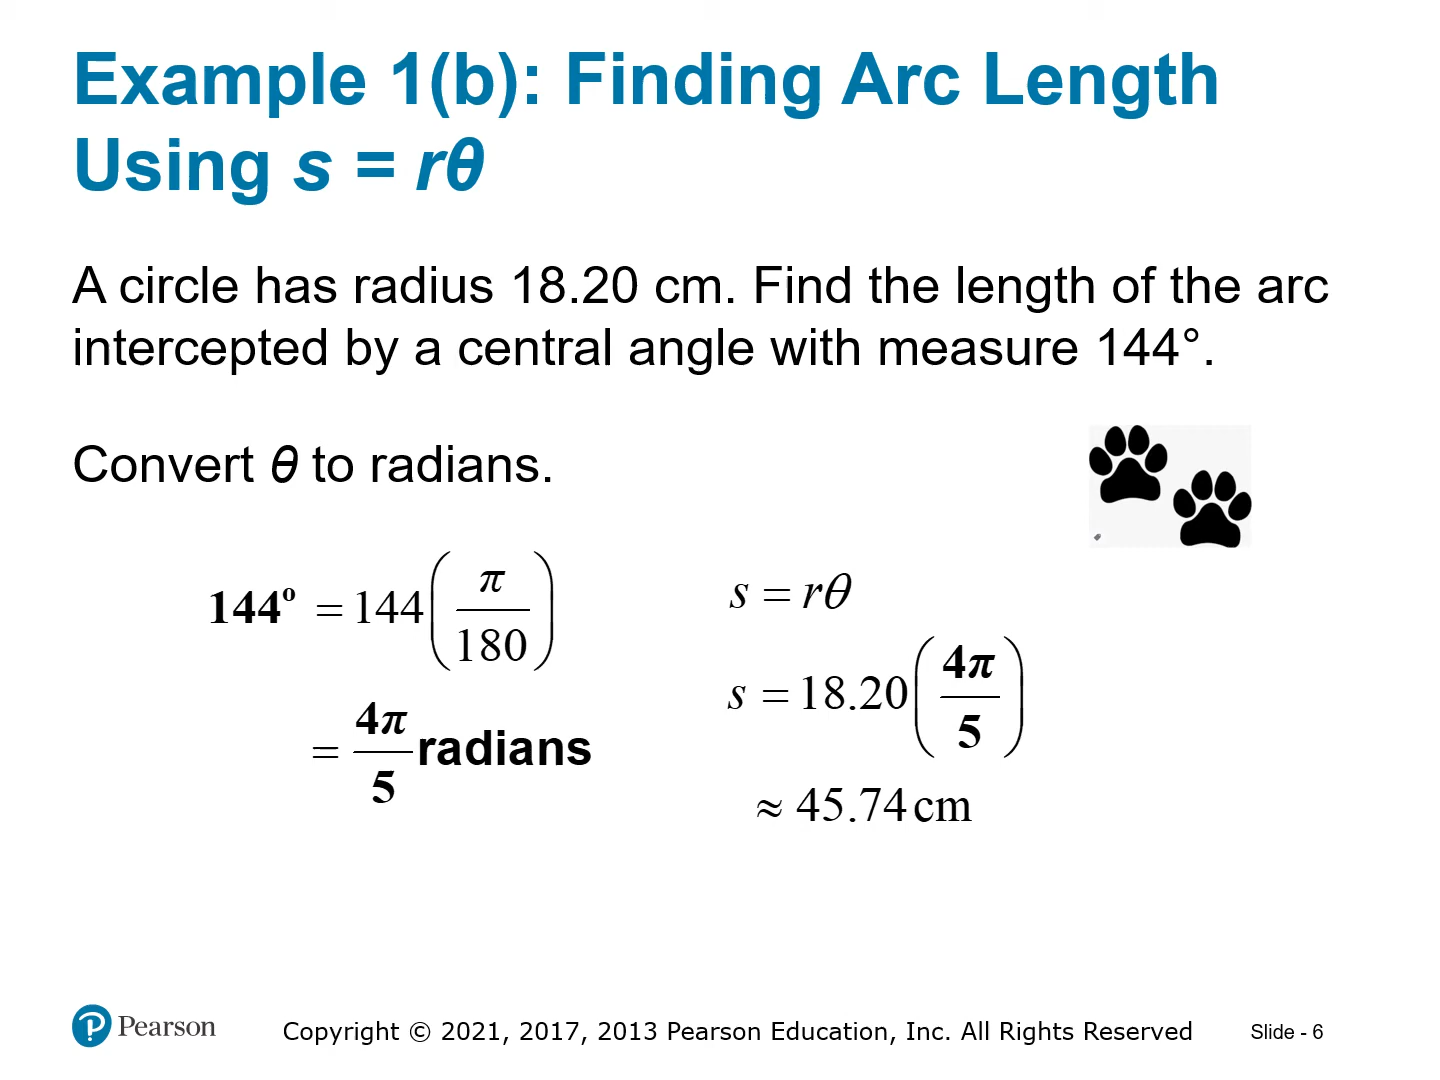 Example 1(b): Finding Arc Length
Using s = rθ
A circle has radius 18.20 cm. Find the length of the arc
intercepted by a central angle with measure 144°.
Convert θ to radians.
144° = 144(π/180)
= 4π/5 radians
s = rθ
s = 18.20(4π/5)
≈ 45.74 cm
Pearson
Copyright © 2021, 2017, 2013 Pearson Education, Inc. All Rights Reserved
Slide - 6